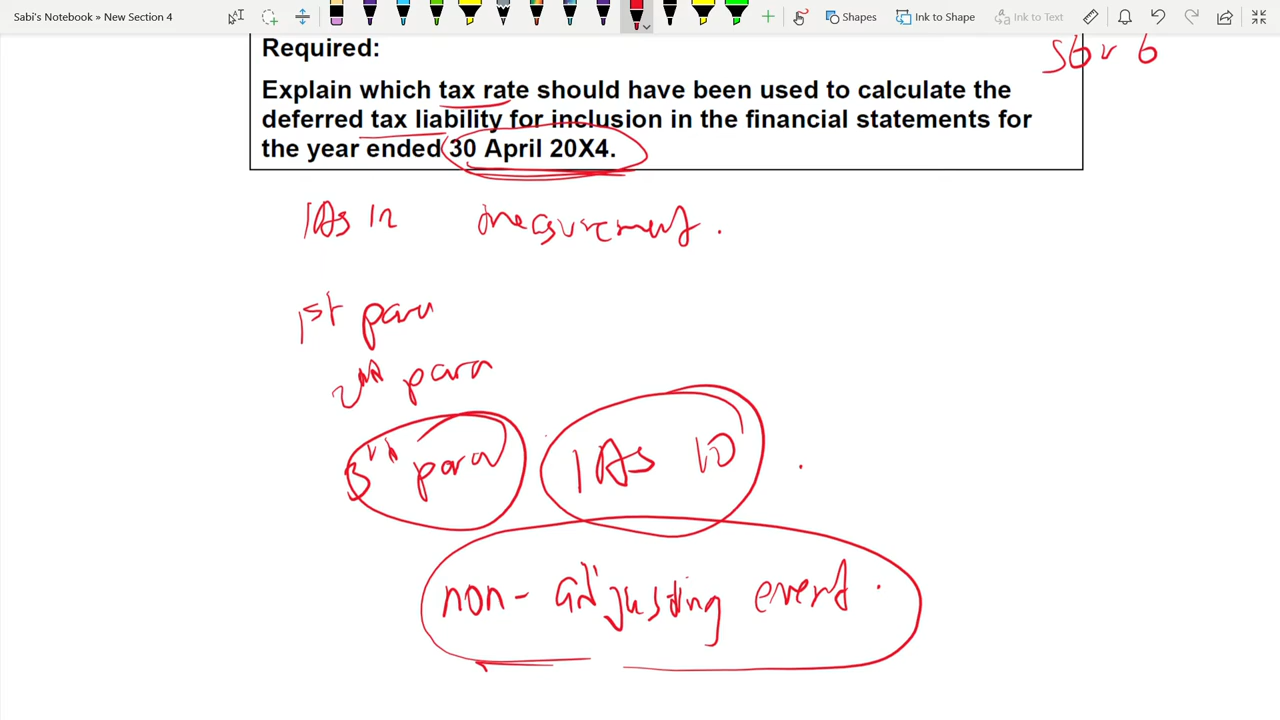 Sabi's Notebook » New Section 4
Shapes
Ink to Shape
Ink to Text
Required:
Explain which tax rate should have been used to calculate the
deferred tax liability for inclusion in the financial statements for
the year ended 30 April 20X4.
IAS 12 measurement.
1st para
2nd para
3rd para IAS 10
non-adjusting event.